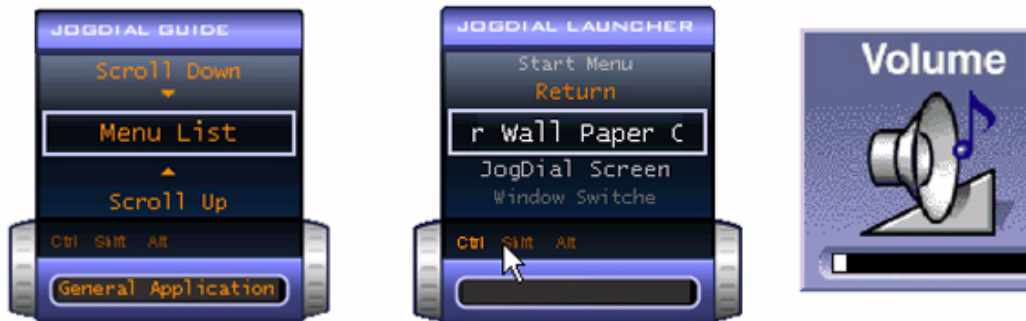 JOGDIAL GUIDE
Scroll Down
Menu List
Scroll Up
Ctrl Shift Alt
General Application
JOGDIAL LAUNCHER
Start Menu
Return
r Wall Paper C
JogDial Screen
Window Switche
Ctrl Shift Alt
Volume